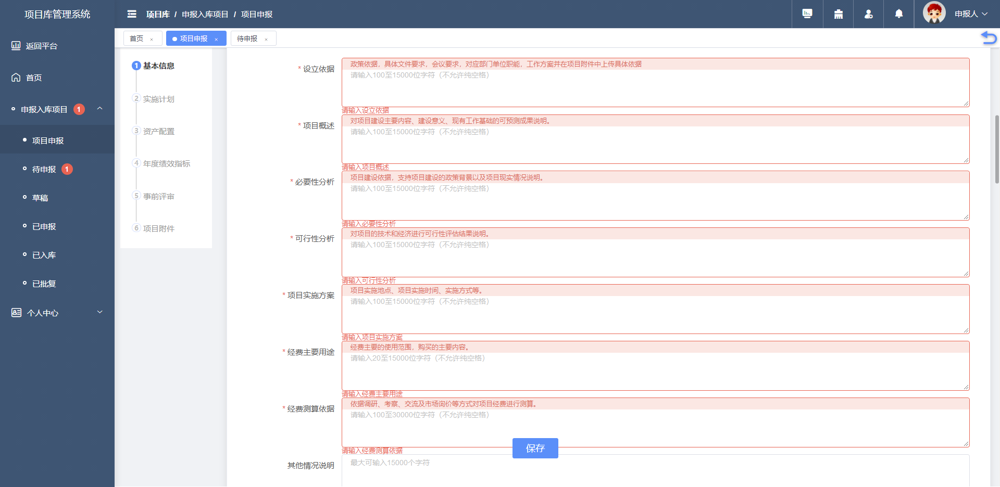 项目库管理系统
项目库 / 申报入库项目 / 项目申报
申报人
返回平台
首页
申报入库项目 1
项目申报
待申报 1
草稿
已申报
已入库
已批复
个人中心
首页 ×
项目申报 ×
待申报 ×
1 基本信息
2 实施计划
3 资产配置
4 年度绩效指标
5 事前评审
6 项目附件
* 设立依据
政策依据，具体文件要求，会议要求，对应部门单位职能，工作方案并在项目附件中上传具体依据
请输入100至15000位字符（不允许纯空格）
请输入设立依据
* 项目概述
对项目建设主要内容、建设意义、现有工作基础的可预测成果说明。
请输入100至15000位字符（不允许纯空格）
请输入项目概述
* 必要性分析
项目建设依据，支持项目建设的政策背景以及项目现实情况说明。
请输入100至15000位字符（不允许纯空格）
请输入必要性分析
* 可行性分析
对项目的技术和经济进行可行性评估结果说明。
请输入100至15000位字符（不允许纯空格）
请输入可行性分析
* 项目实施方案
项目实施地点、项目实施时间、实施方式等。
请输入100至15000位字符（不允许纯空格）
请输入项目实施方案
* 经费主要用途
经费主要的使用范围，购买的主要内容。
请输入20至15000位字符（不允许纯空格）
请输入经费主要用途
* 经费测算依据
依据调研、考察、交流及市场询价等方式对项目经费进行测算。
请输入100至30000位字符（不允许纯空格）
请输入经费测算依据
保存
其他情况说明
最大可输入15000个字符